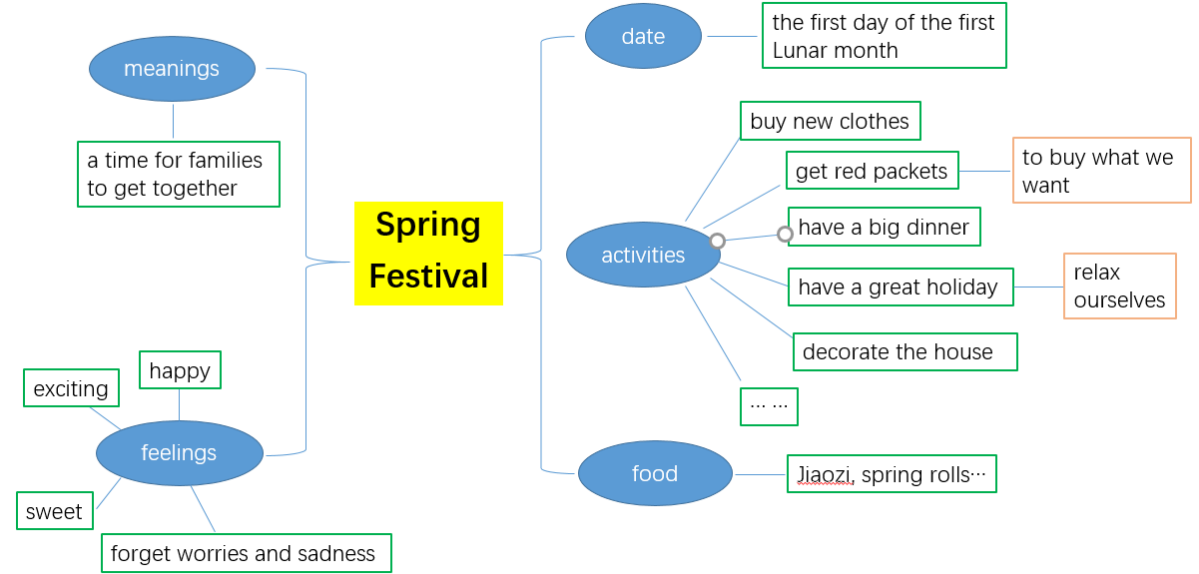 meanings
a time for families
to get together
Spring
Festival
exciting
happy
feelings
sweet
forget worries and sadness
date
the first day of the first
Lunar month
activities
buy new clothes
get red packets
to buy what we
want
have a big dinner
have a great holiday
relax
ourselves
decorate the house
… …
food
Jiaozi, spring rolls…